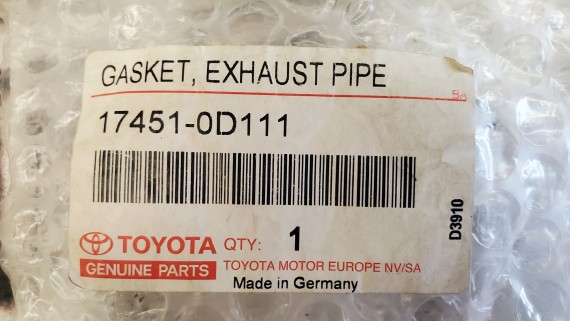 GASKET, EXHAUST PIPE
17451-0D111
D3910
TOYOTA QTY: 1
GENUINE PARTS TOYOTA MOTOR EUROPE NV/SA
Made in Germany